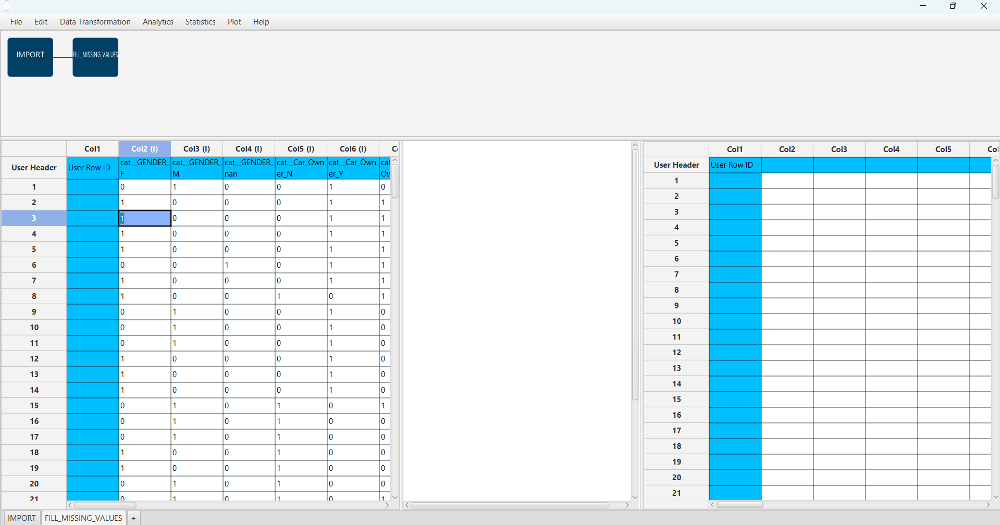 File Edit Data Transformation Analytics Statistics Plot Help
IMPORT FILL_MISSING_VALUES
Col1 Col2 (I) Col3 (I) Col4 (I) Col5 (I) Col6 (I)
User Header User Row ID cat__GENDER_F cat__GENDER_M cat__GENDER_nan cat__Car_Owner_N cat__Car_Owner_Y
1 0 1 0 0 1 0
2 1 0 0 0 1 1
3 1 0 0 0 1 1
4 1 0 0 0 1 1
5 1 0 0 0 1 1
6 0 0 1 0 1 1
7 1 0 0 0 1 1
8 1 0 0 1 0 1
9 0 1 0 0 1 0
10 0 1 0 0 1 0
11 0 1 0 0 1 0
12 1 0 0 0 1 0
13 1 0 0 0 1 0
14 1 0 0 0 1 0
15 0 1 0 1 0 1
16 0 1 0 1 0 0
17 0 1 0 1 0 0
18 1 0 0 1 0 0
19 1 0 0 1 0 0
20 0 1 0 1 0 0
21 0 1 0 1 0 1
Col1 Col2 Col3 Col4 Col5
User Header User Row ID
1
2
3
4
5
6
7
8
9
10
11
12
13
14
15
16
17
18
19
20
21
IMPORT FILL_MISSING_VALUES +